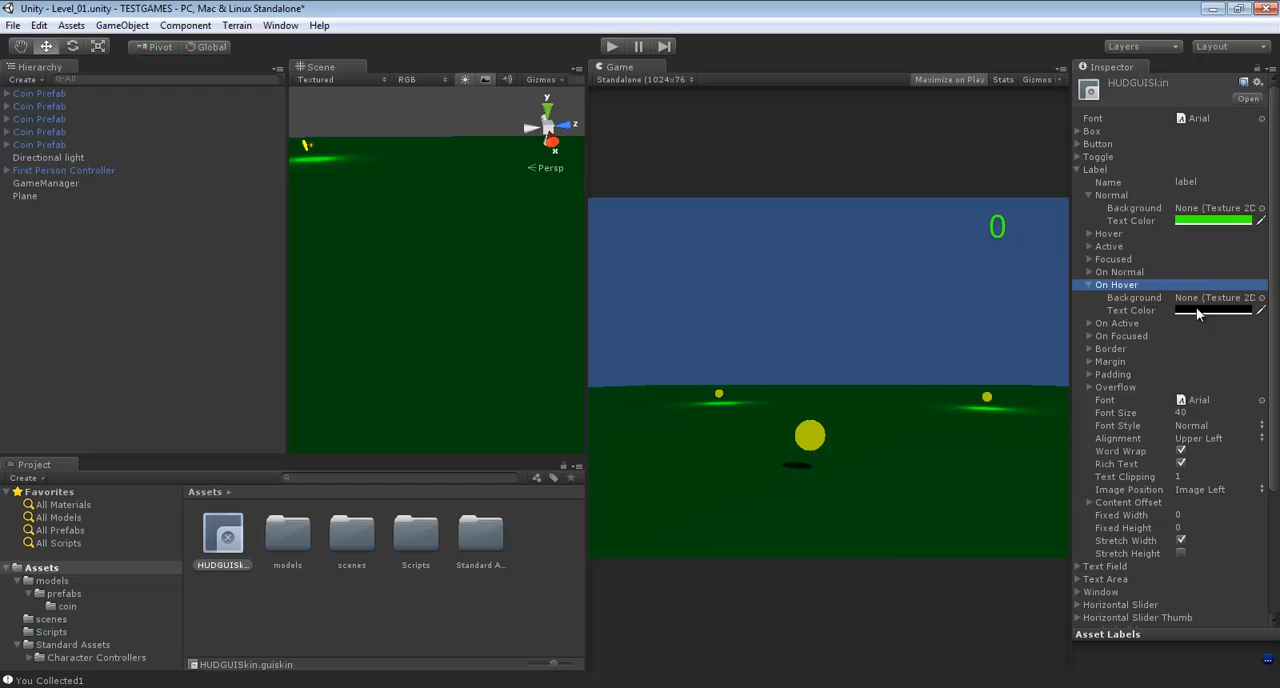 Unity - Level_01.unity - TESTGAMES - PC, Mac & Linux Standalone*
File Edit Assets GameObject Component Terrain Window Help
Pivot Global Layers Layout
Hierarchy
Create All
Coin Prefab
Coin Prefab
Coin Prefab
Coin Prefab
Coin Prefab
Directional light
First Person Controller
GameManager
Plane
Scene
Textured RGB Gizmos
y
z
x
Persp
Game
Standalone (1024x76 Maximize on Play Stats Gizmos
0
Inspector
HUDGUISkin
Open
Font Arial
Box
Button
Toggle
Label
Name label
Normal
Background None (Texture 2D
Text Color
Hover
Active
Focused
On Normal
On Hover
Background None (Texture 2D
Text Color
On Active
On Focused
Border
Margin
Padding
Overflow
Font Arial
Font Size 40
Font Style Normal
Alignment Upper Left
Word Wrap
Rich Text
Text Clipping 1
Image Position Image Left
Content Offset
Fixed Width 0
Fixed Height 0
Stretch Width
Stretch Height
Text Field
Text Area
Window
Horizontal Slider
Horizontal Slider Thumb
Asset Labels
Project
Create
Favorites
All Materials
All Models
All Prefabs
All Scripts
Assets
models
prefabs
coin
scenes
Scripts
Standard Assets
Character Controllers
Assets
HUDGUISk... models scenes Scripts Standard A...
HUDGUISkin.guiskin
You Collected1